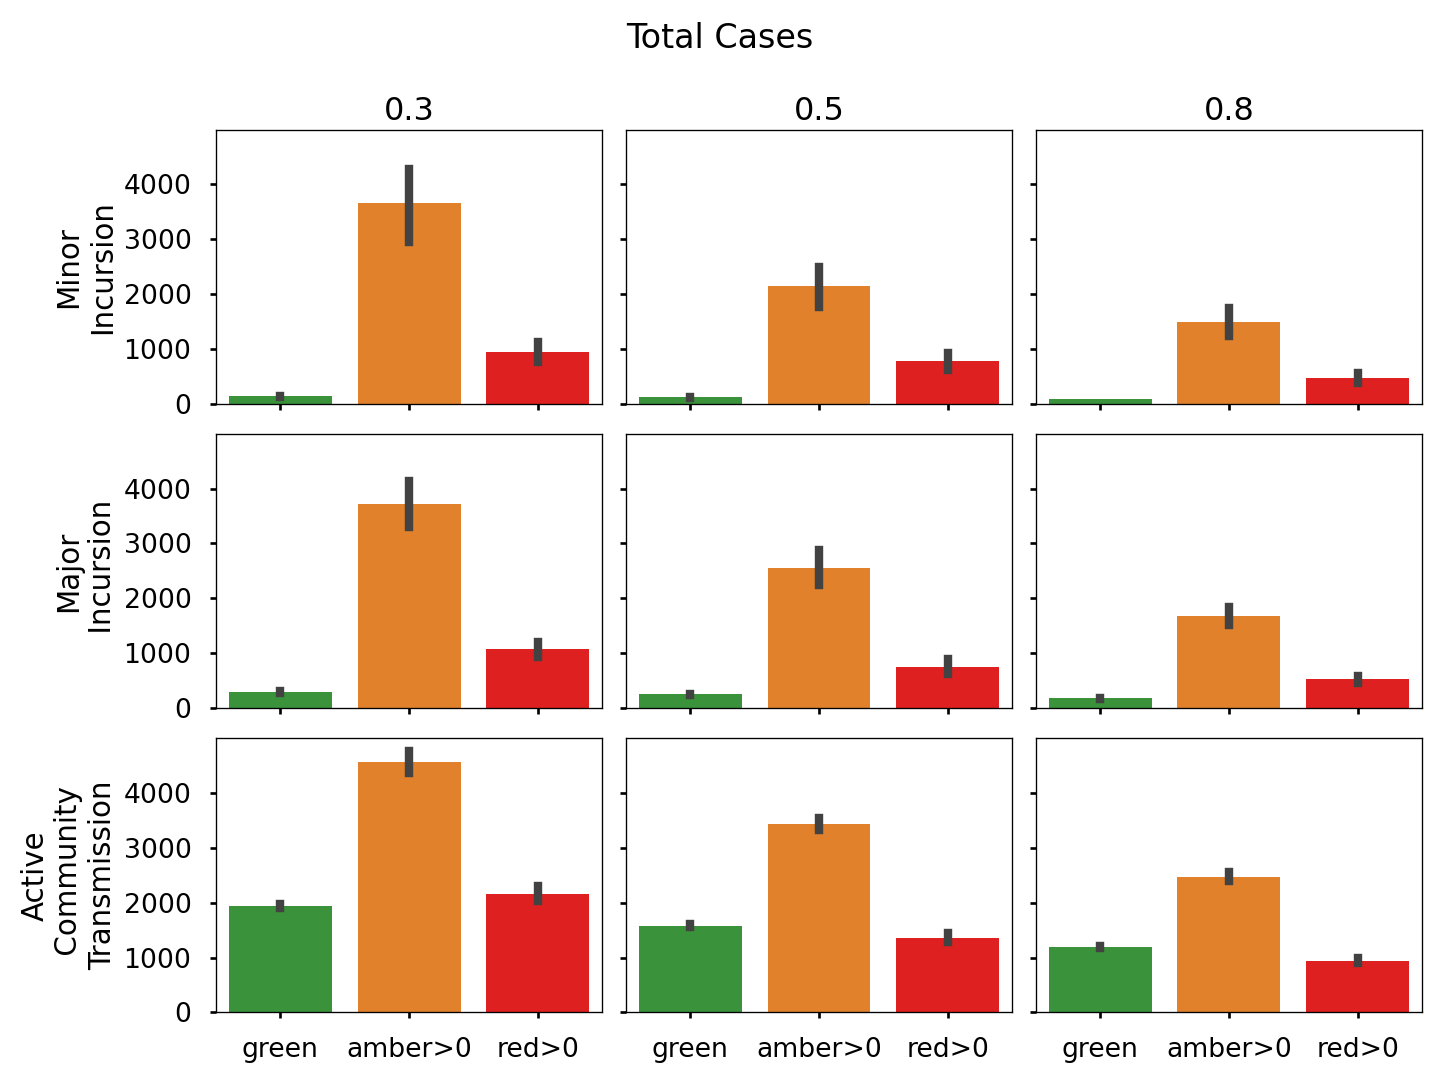 Total Cases
0.3
0.5
0.8
Minor
Incursion
4000
3000
2000
1000
0
Major
Incursion
4000
3000
2000
1000
0
Active
Community
Transmission
4000
3000
2000
1000
0
green
amber>0
red>0
green
amber>0
red>0
green
amber>0
red>0